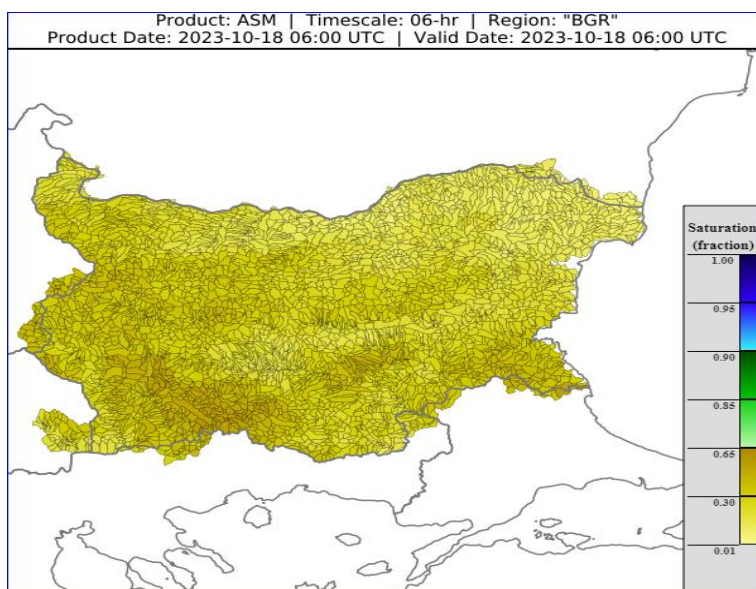 Product: ASM | Timescale: 06-hr | Region: "BGR"
Product Date: 2023-10-18 06:00 UTC | Valid Date: 2023-10-18 06:00 UTC
Saturation
(fraction)
1.00
0.95
0.90
0.85
0.65
0.30
0.01